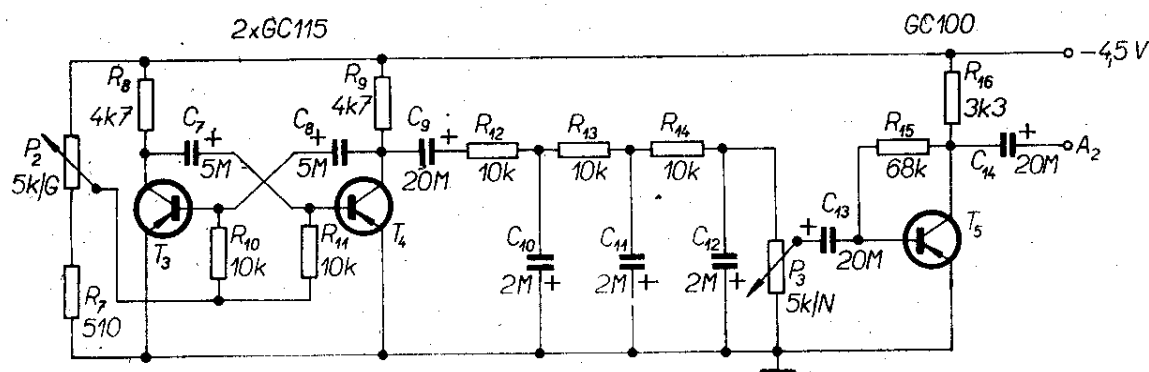 2xGC115
GC100
−4,5 V
R8
4k7
R9
4k7
R16
3k3
C7
+
5M
C8
+
5M
C9
+
20M
R12
10k
R13
10k
R14
10k
R15
68k
C14
+
20M
A2
P2
5k/G
T3
R10
10k
R11
10k
T4
C10
2M
+
C11
2M
+
C12
2M
+
C13
+
20M
T5
P3
5k/N
R7
510